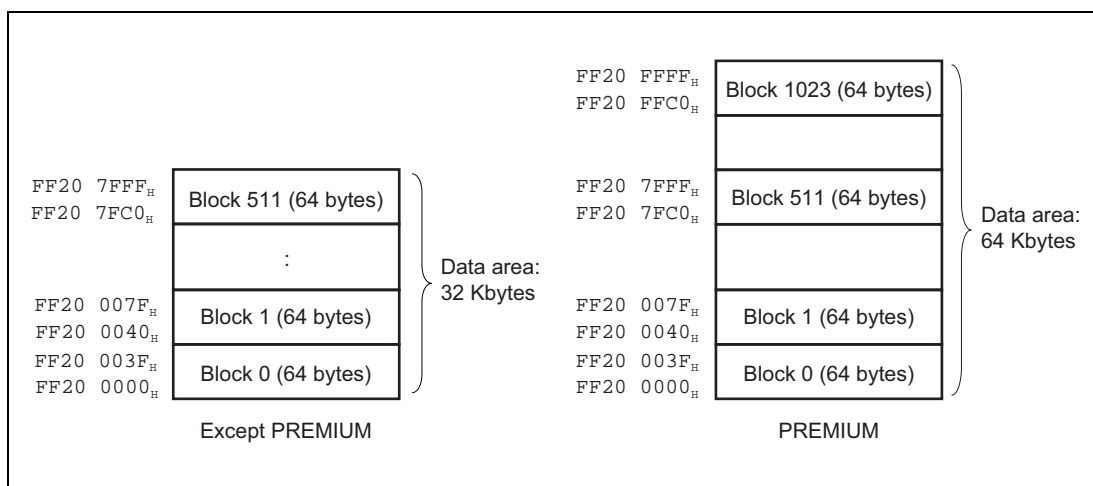 FF20 7FFFH
FF20 7FC0H
Block 511 (64 bytes)
:
FF20 007FH
FF20 0040H
Block 1 (64 bytes)
FF20 003FH
FF20 0000H
Block 0 (64 bytes)
Data area:
32 Kbytes
Except PREMIUM
FF20 FFFFH
FF20 FFC0H
Block 1023 (64 bytes)
FF20 7FFFH
FF20 7FC0H
Block 511 (64 bytes)
FF20 007FH
FF20 0040H
Block 1 (64 bytes)
FF20 003FH
FF20 0000H
Block 0 (64 bytes)
Data area:
64 Kbytes
PREMIUM